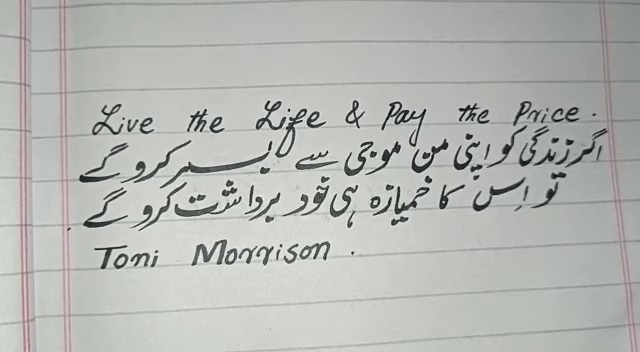 Live the Life & Pay the Price.
اگر زندگی کو اپنی من موجی سے بسر کرو گے
تو اِس کا خمیازہ ہی خود برداشت کرو گے.
Toni Morrison.